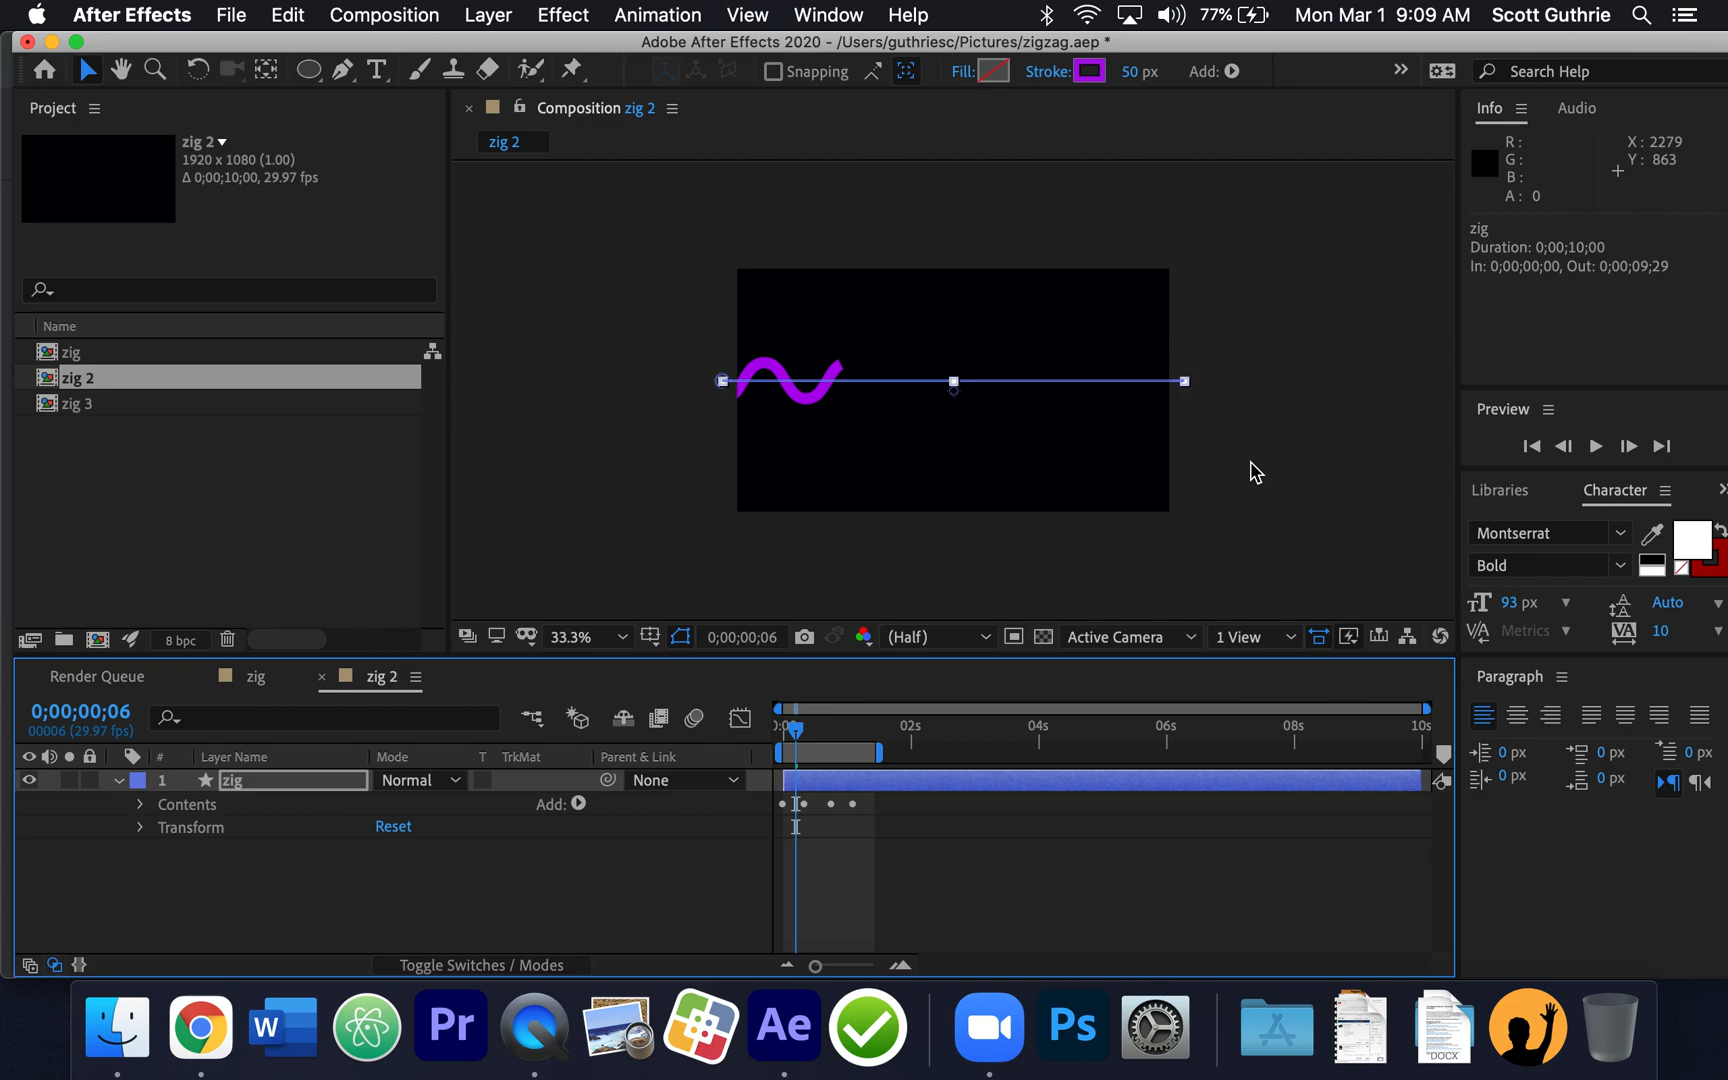 After Effects File Edit Composition Layer Effect Animation View Window Help 77% Mon Mar 1 9:09 AM Scott Guthrie
Adobe After Effects 2020 - /Users/guthriesc/Pictures/zigzag.aep *
Snapping Fill: Stroke: 50 px Add: Search Help
Project
zig 2
1920 x 1080 (1.00)
Δ 0;00;10;00, 29.97 fps
Name
zig
zig 2
zig 3
8 bpc
Composition zig 2
zig 2
33.3% 0;00;00;06 (Half) Active Camera 1 View
Info Audio
R: X: 2279
G: Y: 863
B:
A: 0
zig
Duration: 0;00;10;00
In: 0;00;00;00, Out: 0;00;09;29
Preview
Libraries Character
Montserrat
Bold
93 px Auto
Metrics 10
Paragraph
0 px 0 px 0 px
0 px 0 px
Render Queue zig zig 2
0;00;00;06
00006 (29.97 fps)
02s 04s 06s 08s 10s
# Layer Name Mode T TrkMat Parent & Link
1 zig Normal None
Contents Add:
Transform Reset
Toggle Switches / Modes
W Pr Ae Ps DOCX